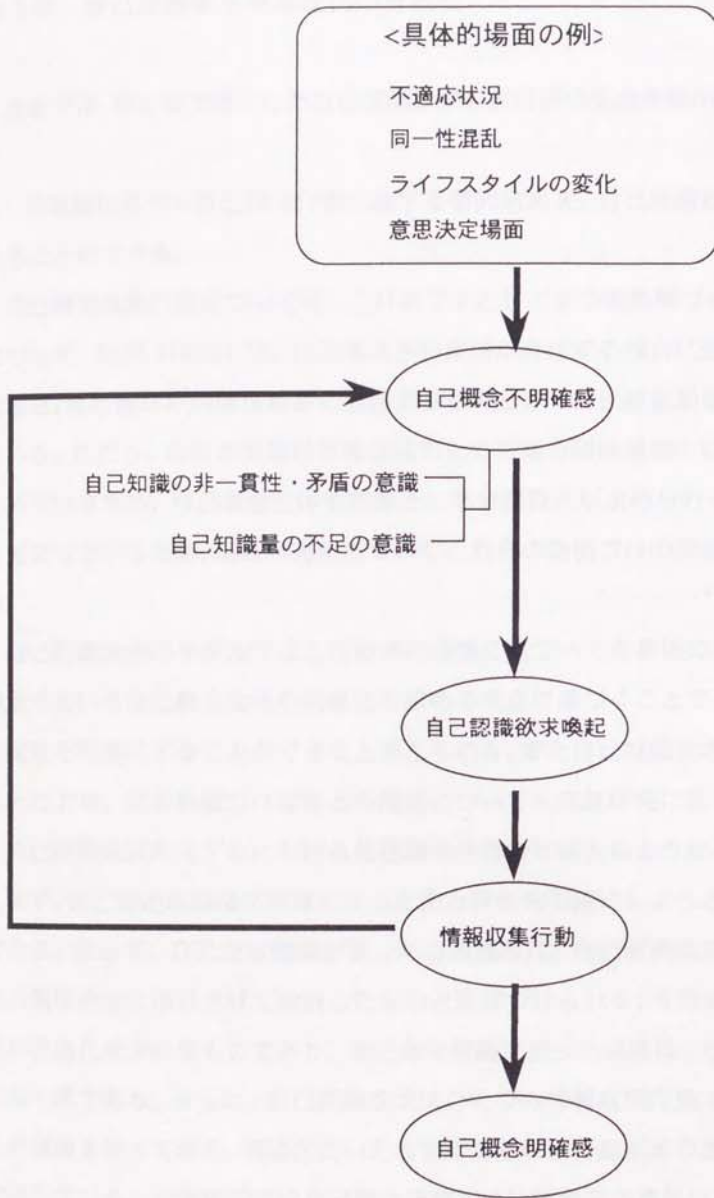 <具体的場面の例>
不適応状況
同一性混乱
ライフスタイルの変化
意思決定場面
自己概念不明確感
自己知識の非一貫性・矛盾の意識
自己知識量の不足の意識
自己認識欲求喚起
情報収集行動
自己概念明確感